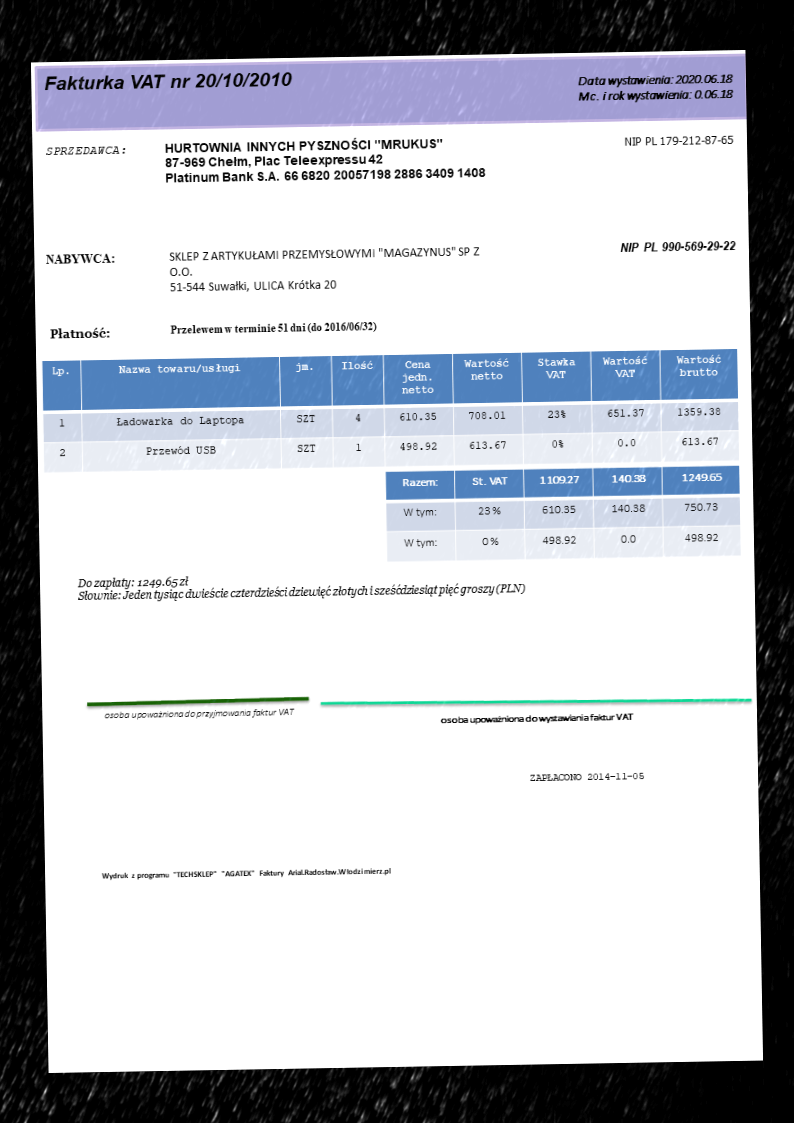 Fakturka VAT nr 20/10/2010
Data wystawienia: 2020.06.18
Mc. i rok wystawienia: 0.06.18
SPRZEDAWCA:
HURTOWNIA INNYCH PYSZNOŚCI "MRUKUS"
87-969 Chełm, Plac Teleexpressu 42
Platinum Bank S.A. 66 6820 20057198 2886 3409 1408
NIP PL 179-212-87-65
NABYWCA:
SKLEP Z ARTYKUŁAMI PRZEMYSŁOWYMI "MAGAZYNUS" SP Z
O.O.
51-544 Suwałki, ULICA Krótka 20
NIP PL 990-569-29-22
Płatność:
Przelewem w terminie 51 dni (do 2016/06/32)
Lp. Nazwa towaru/usługi jm. Ilość Cena jedn. netto Wartość netto Stawka VAT Wartość VAT Wartość brutto
1 Ładowarka do Laptopa SZT 4 610.35 708.01 23% 651.37 1359.38
2 Przewód USB SZT 1 498.92 613.67 0% 0.0 613.67
Razem: St. VAT 1109.27 140.38 1249.65
W tym: 23 % 610.35 140.38 750.73
W tym: 0 % 498.92 0.0 498.92
Do zapłaty: 1249.65 zł
Słownie: Jeden tysiąc dwieście czterdzieści dziewięć złotych i sześćdziesiąt pięć groszy (PLN)
osoba upoważniona do przyjmowania faktur VAT
osoba upoważniona do wystawiania faktur VAT
ZAPŁACONO 2014-11-05
Wydruk z programu "TECHSKLEP" "AGATEX" Faktury Arial.Radosław.Włodzimierz.pl